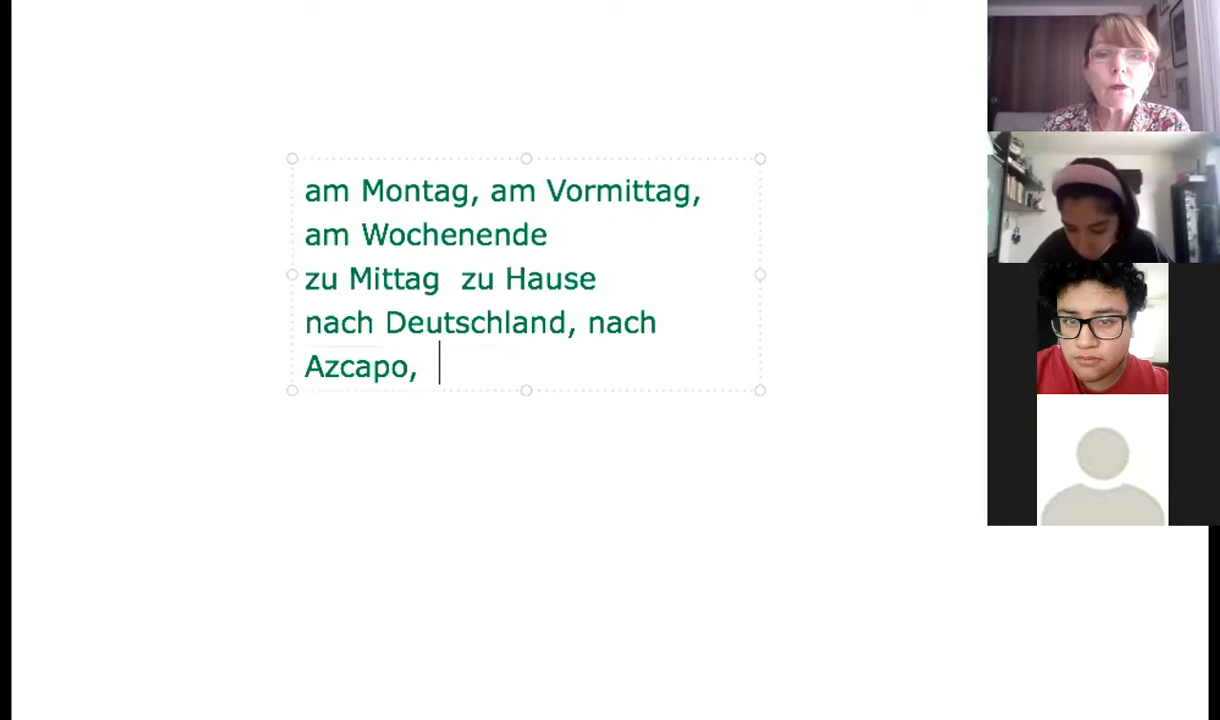 am Montag, am Vormittag,
am Wochenende
zu Mittag zu Hause
nach Deutschland, nach
Azcapo,